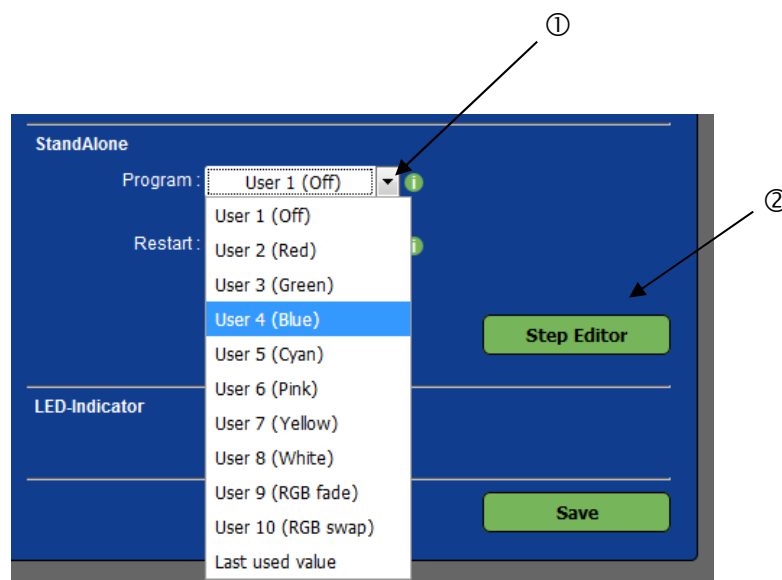 ①
StandAlone
Program : User 1 (Off)
User 1 (Off)
②
User 2 (Red)
Restart :
User 3 (Green)
User 4 (Blue)
Step Editor
User 5 (Cyan)
User 6 (Pink)
LED-Indicator
User 7 (Yellow)
User 8 (White)
User 9 (RGB fade)
Save
User 10 (RGB swap)
Last used value